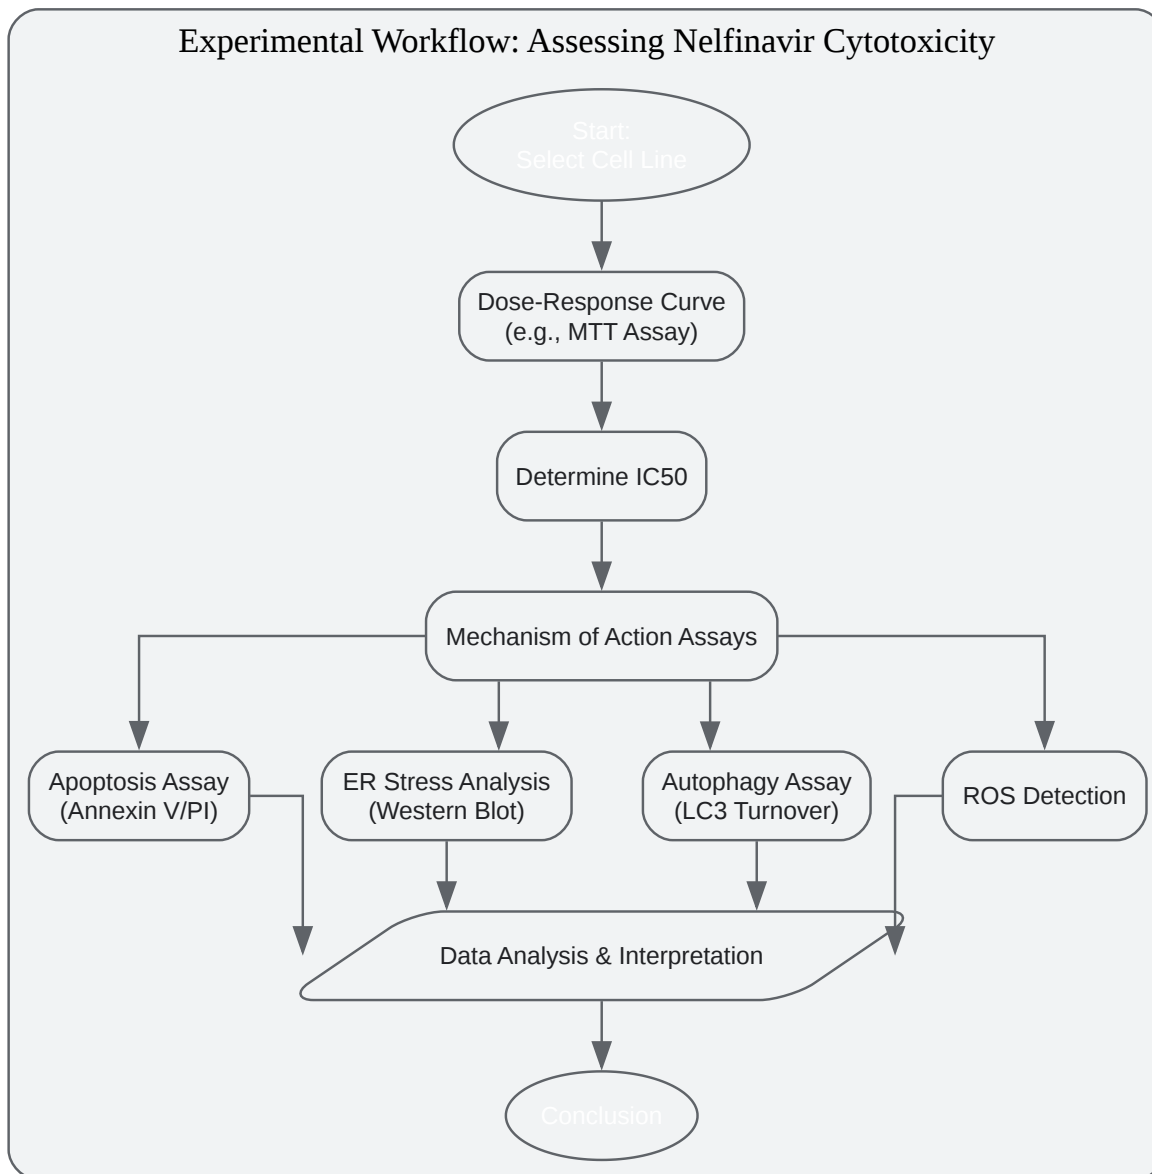 Experimental Workflow: Assessing Nelfinavir Cytotoxicity
Start:
Select Cell Line
Dose-Response Curve
(e.g., MTT Assay)
Determine IC50
Mechanism of Action Assays
Apoptosis Assay
(Annexin V/PI)
ER Stress Analysis
(Western Blot)
Autophagy Assay
(LC3 Turnover)
ROS Detection
Data Analysis & Interpretation
Conclusion